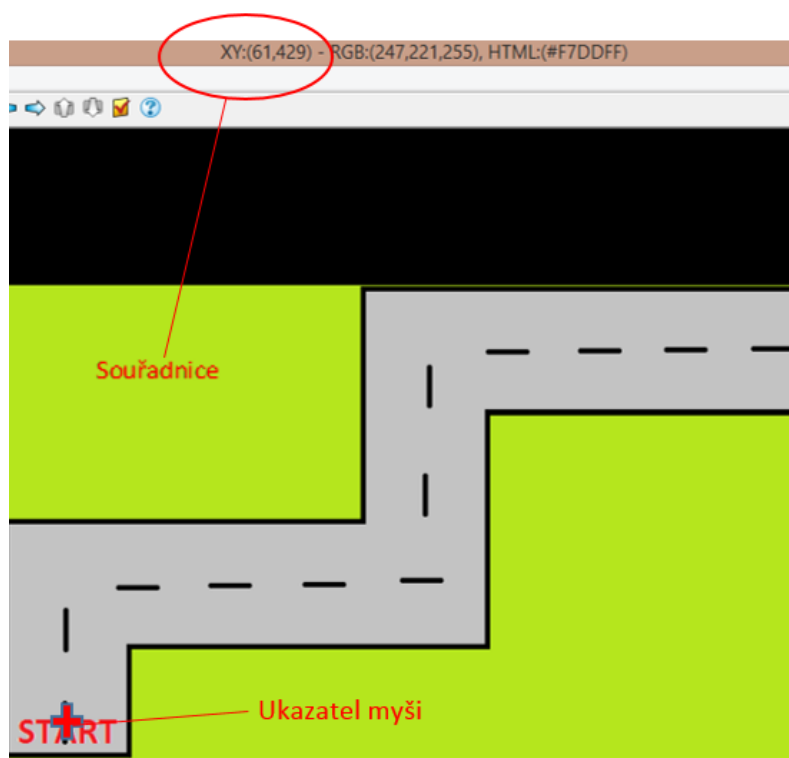 XY:(61,429) - RGB:(247,221,255), HTML:(#F7DDFF)
Souřadnice
Ukazatel myši
START